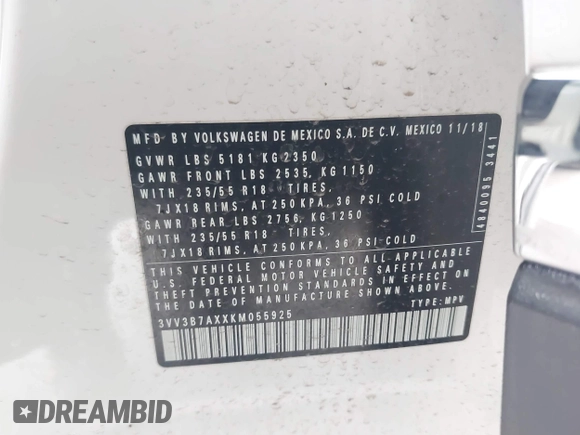 MFD BY VOLKSWAGEN DE MEXICO S.A. DE C.V. MEXICO 11/18
GVWR LBS 5181 KG 2350
GAWR FRONT LBS 2535, KG 1150
WITH 235/55 R18 TIRES,
7JX18 RIMS, AT 250 KPA, 36 PSI COLD
GAWR REAR LBS 2756, KG 1250
WITH 235/55 R18 TIRES,
7JX18 RIMS, AT 250 KPA, 36 PSI COLD
THIS VEHICLE CONFORMS TO ALL APPLICABLE
U.S. FEDERAL MOTOR VEHICLE SAFETY AND
THEFT PREVENTION STANDARDS IN EFFECT ON
THE DATE OF MANUFACTURE SHOWN ABOVE.
3VV3B7AXXKM055925 TYPE: MPV
4840095 3441
DREAMBID